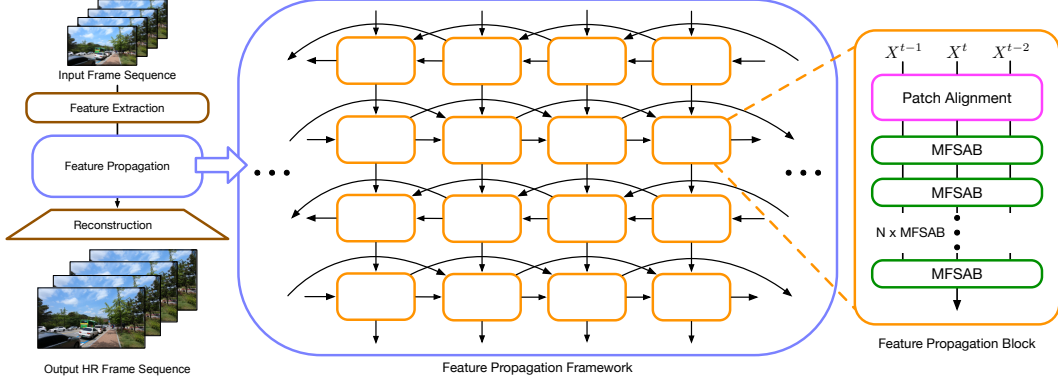 Input Frame Sequence
Feature Extraction
Feature Propagation
Reconstruction
Output HR Frame Sequence
Feature Propagation Framework
X^{t-1} X^{t} X^{t-2}
Patch Alignment
MFSAB
MFSAB
N x MFSAB
MFSAB
Feature Propagation Block